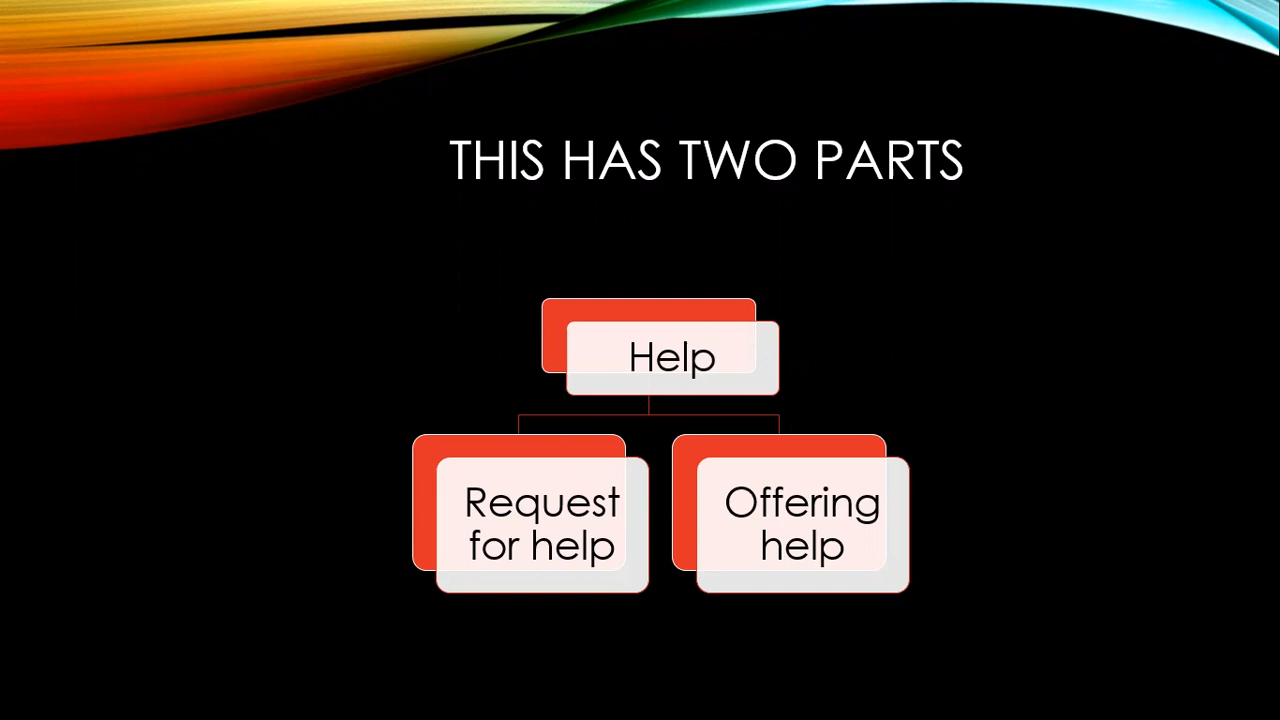 THIS HAS TWO PARTS
Help
Request
for help
Offering
help